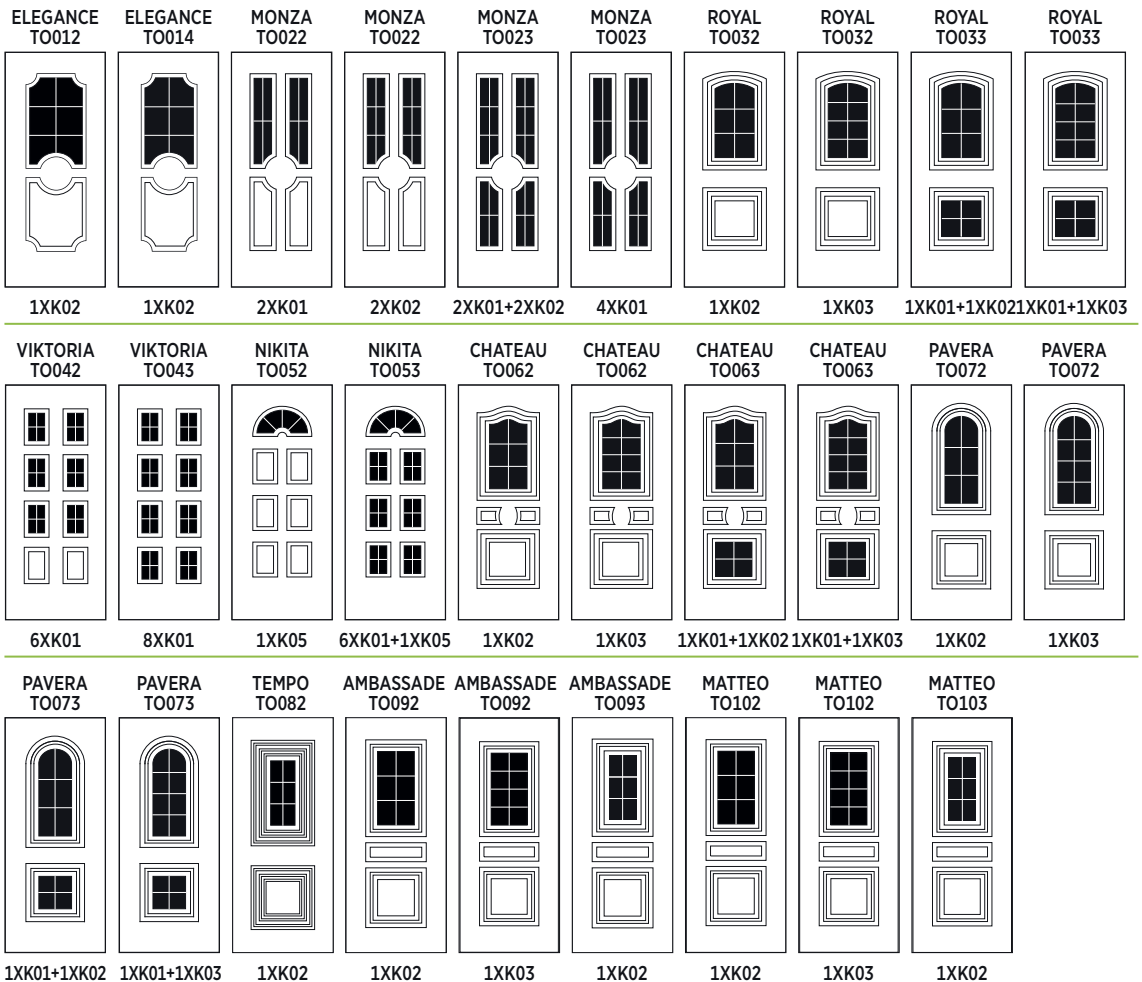 ELEGANCE ELEGANCE MONZA MONZA MONZA MONZA ROYAL ROYAL ROYAL ROYAL
TO012 TO014 TO022 TO022 TO023 TO023 TO032 TO032 TO033 TO033
1XK02 1XK02 2XK01 2XK02 2XK01+2XK02 4XK01 1XK02 1XK03 1XK01+1XK02 1XK01+1XK03
VIKTORIA VIKTORIA NIKITA NIKITA CHATEAU CHATEAU CHATEAU CHATEAU PAVERA PAVERA
TO042 TO043 TO052 TO053 TO062 TO062 TO063 TO063 TO072 TO072
6XK01 8XK01 1XK05 6XK01+1XK05 1XK02 1XK03 1XK01+1XK02 1XK01+1XK03 1XK02 1XK03
PAVERA PAVERA TEMPO AMBASSADE AMBASSADE AMBASSADE MATTEO MATTEO MATTEO
TO073 TO073 TO082 TO092 TO092 TO093 TO102 TO102 TO103
1XK01+1XK02 1XK01+1XK03 1XK02 1XK02 1XK03 1XK02 1XK02 1XK03 1XK02